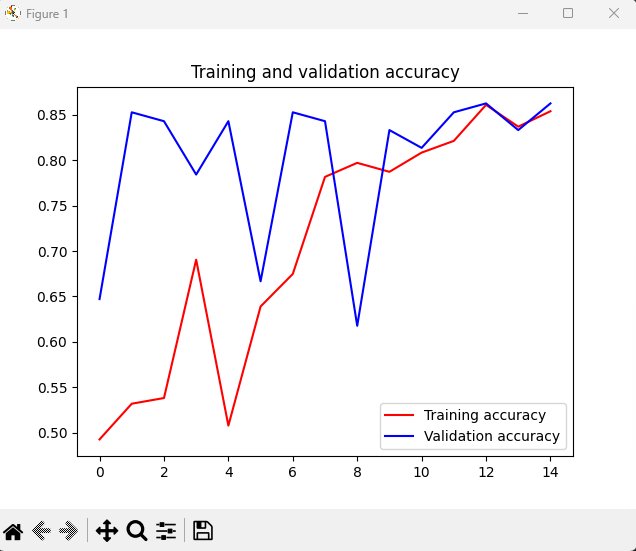 Figure 1
Training and validation accuracy
0.85
0.80
0.75
0.70
0.65
0.60
0.55
0.50
Training accuracy
Validation accuracy
0 2 4 6 8 10 12 14